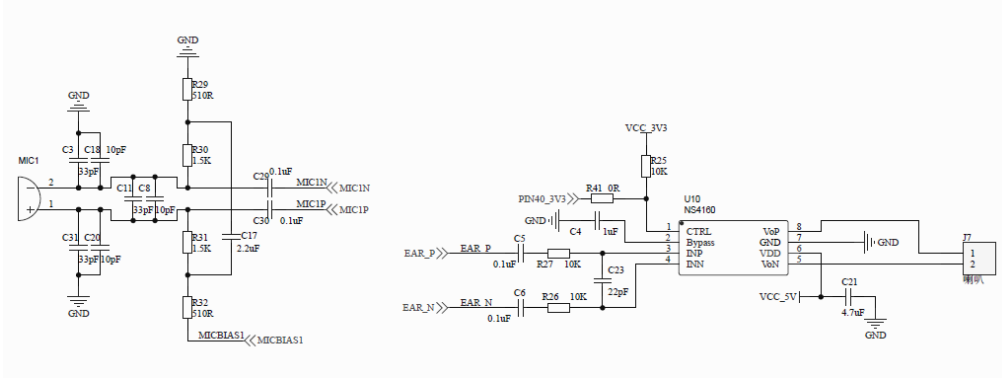 GND
R29
510R
GND
C3
C18
10pF
33pF
R30
1.5K
MIC1
2
1
C11
C8
33pF
10pF
C29
0.1uF
MIC1N
MIC1N
MIC1P
MIC1P
C30
0.1uF
C31
C20
33pF
10pF
GND
R31
1.5K
C17
2.2uF
R32
510R
MICBIAS1
MICBIAS1
VCC_3V3
R25
10K
R41 0R
PIN40_3V3
U10
NS4160
GND
C4
1uF
1
CTRL
2
Bypass
3
INP
4
INN
VoP
8
GND
7
VDD
6
VoN
5
GND
J7
1
2
喇叭
EAR_P
EAR_P
C5
0.1uF
R27
10K
C23
22pF
EAR_N
EAR_N
C6
0.1uF
R26
10K
VCC_5V
C21
4.7uF
GND